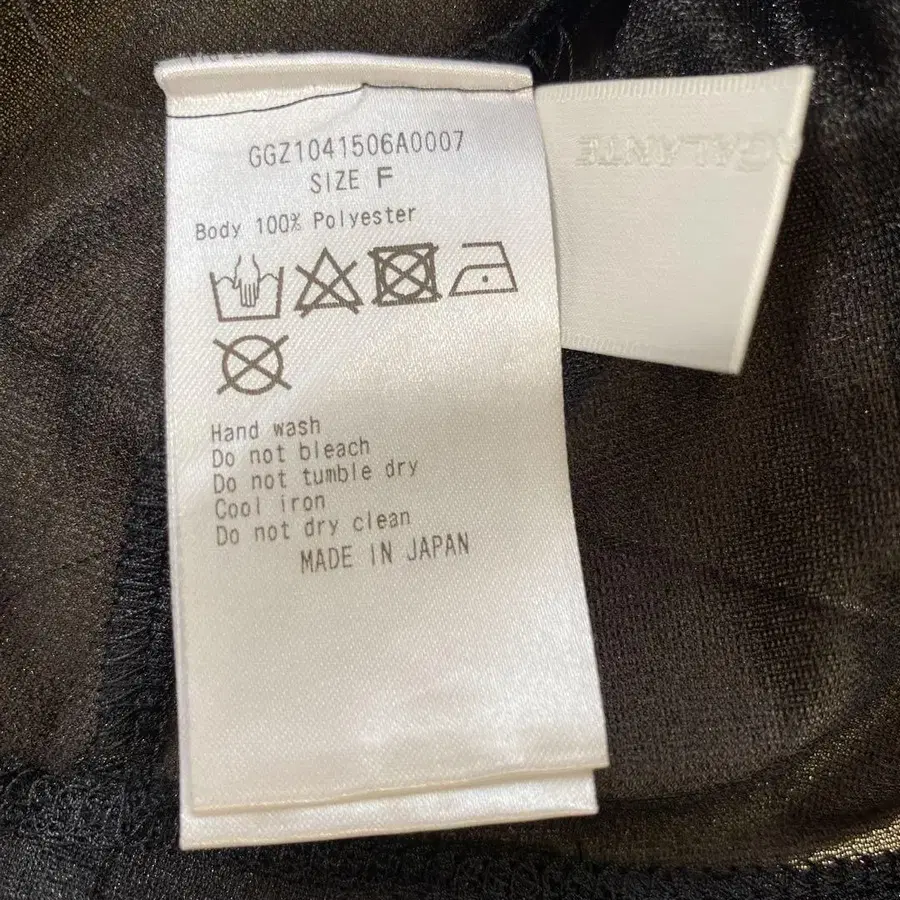 GGZ1041506A0007
SIZE F
Body 100% Polyester
Hand wash
Do not bleach
Do not tumble dry
Cool iron
Do not dry clean
MADE IN JAPAN
GALANTE